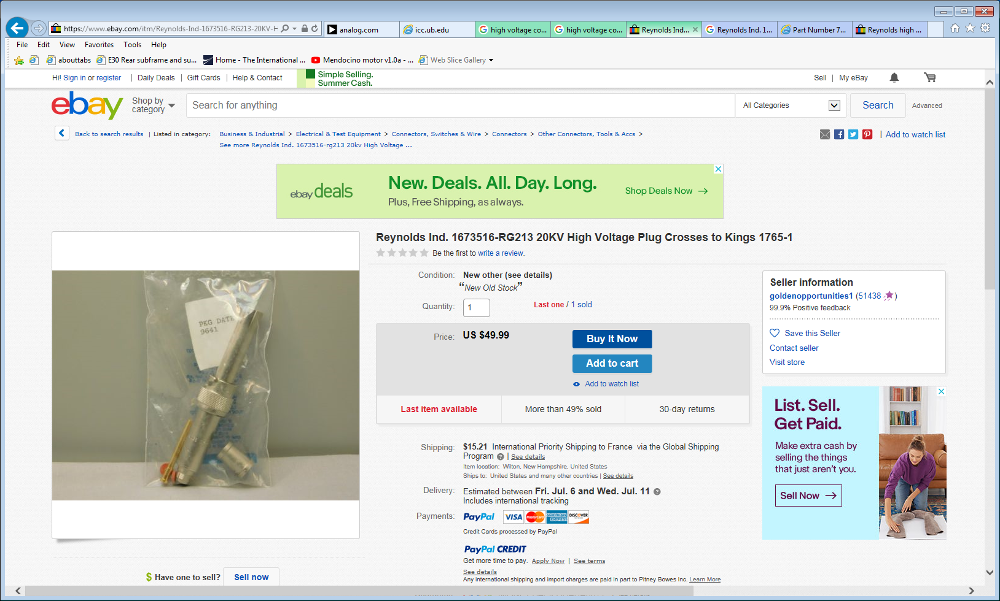 https://www.ebay.com/itm/Reynolds-Ind-1673516-RG213-20KV-H
analog.com
icc.ub.edu
high voltage co...
high voltage co...
Reynolds Ind...
Reynolds Ind. 1...
Part Number 7...
Reynolds high ...
File Edit View Favorites Tools Help
abouttabs
E30 Rear subframe and su...
Home - The International ...
Mendocino motor v1.0a - ...
Web Slice Gallery
Hi! Sign in or register | Daily Deals | Gift Cards | Help & Contact
Simple Selling.
Summer Cash.
Sell | My eBay
ebay
Shop by
category
Search for anything
All Categories
Search
Advanced
Back to search results | Listed in category: Business & Industrial > Electrical & Test Equipment > Connectors, Switches & Wire > Connectors > Other Connectors, Tools & Accs >
See more Reynolds Ind. 1673516-rg213 20kv High Voltage ...
| Add to watch list
ebay deals
New. Deals. All. Day. Long.
Plus, Free Shipping, as always.
Shop Deals Now →
PKG DATE
9641
$ Have one to sell? Sell now
Reynolds Ind. 1673516-RG213 20KV High Voltage Plug Crosses to Kings 1765-1
Be the first to write a review.
Condition: New other (see details)
“New Old Stock”
Quantity: 1
Last one / 1 sold
Price: US $49.99
Buy It Now
Add to cart
Add to watch list
Last item available
More than 49% sold
30-day returns
Shipping: $15.21 International Priority Shipping to France via the Global Shipping
Program ? | See details
Item location: Wilton, New Hampshire, United States
Ships to: United States and many other countries | See details
Delivery: Estimated between Fri. Jul. 6 and Wed. Jul. 11 ?
Includes international tracking
Payments: PayPal VISA MasterCard AMERICAN EXPRESS DISCOVER
Credit Cards processed by PayPal
PayPal CREDIT
Get more time to pay. Apply Now | See terms
See details
Any international shipping and import charges are paid in part to Pitney Bowes Inc. Learn More
Seller information
goldenopportunities1 (51438 )
99.9% Positive feedback
Save this Seller
Contact seller
Visit store
List. Sell.
Get Paid.
Make extra cash by
selling the things
that just aren't you.
Sell Now →